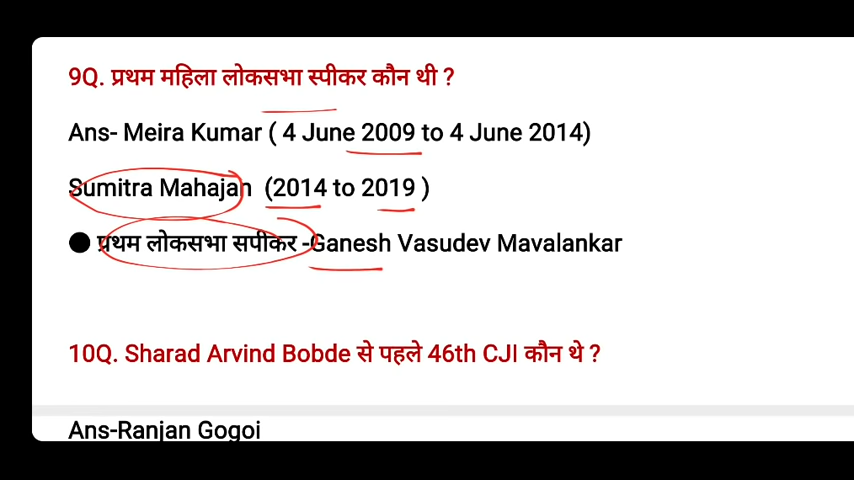 9Q. प्रथम महिला लोकसभा स्पीकर कौन थी ?
Ans- Meira Kumar ( 4 June 2009 to 4 June 2014)
Sumitra Mahajan (2014 to 2019 )
● प्रथम लोकसभा सपीकर -Ganesh Vasudev Mavalankar
10Q. Sharad Arvind Bobde से पहले 46th CJI कौन थे ?
Ans-Ranjan Gogoi